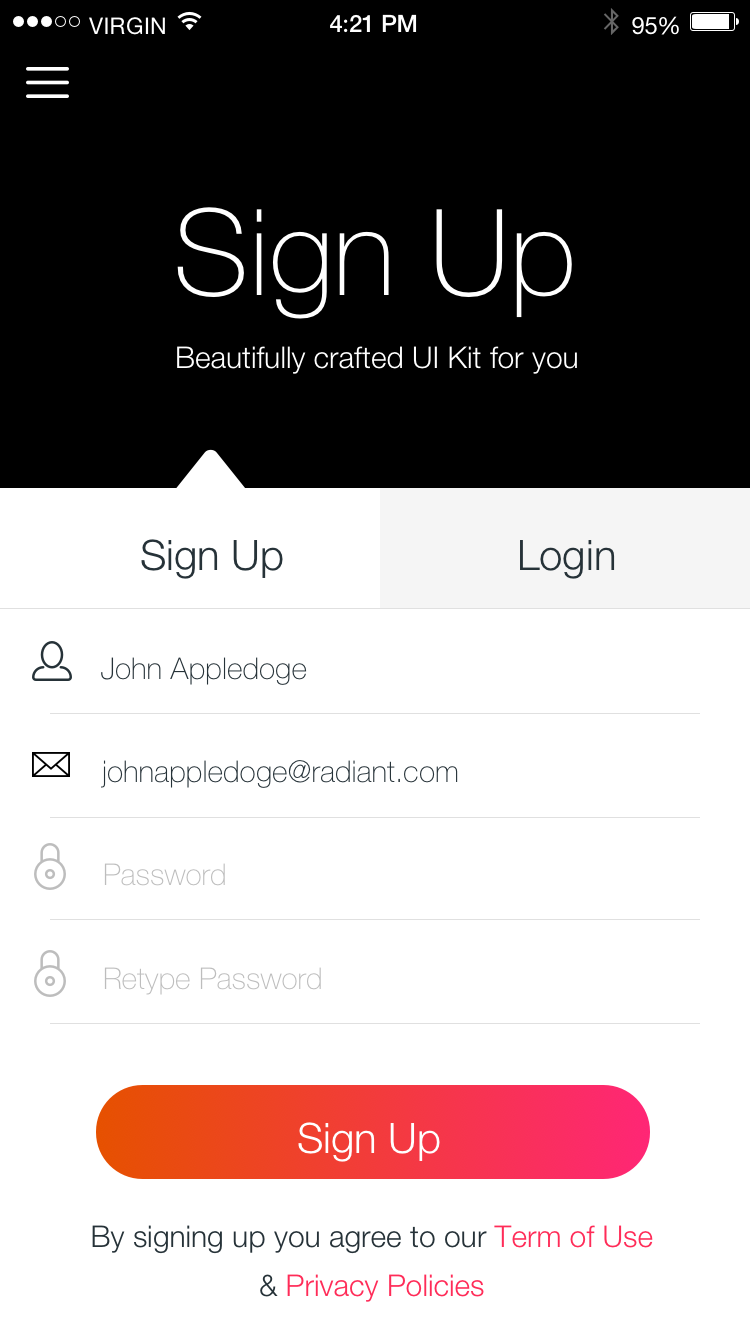 VIRGIN 4:21 PM 95%
Sign Up
Beautifully crafted UI Kit for you
Sign Up Login
John Appledoge
johnappledoge@radiant.com
Password
Retype Password
Sign Up
By signing up you agree to our Term of Use
& Privacy Policies